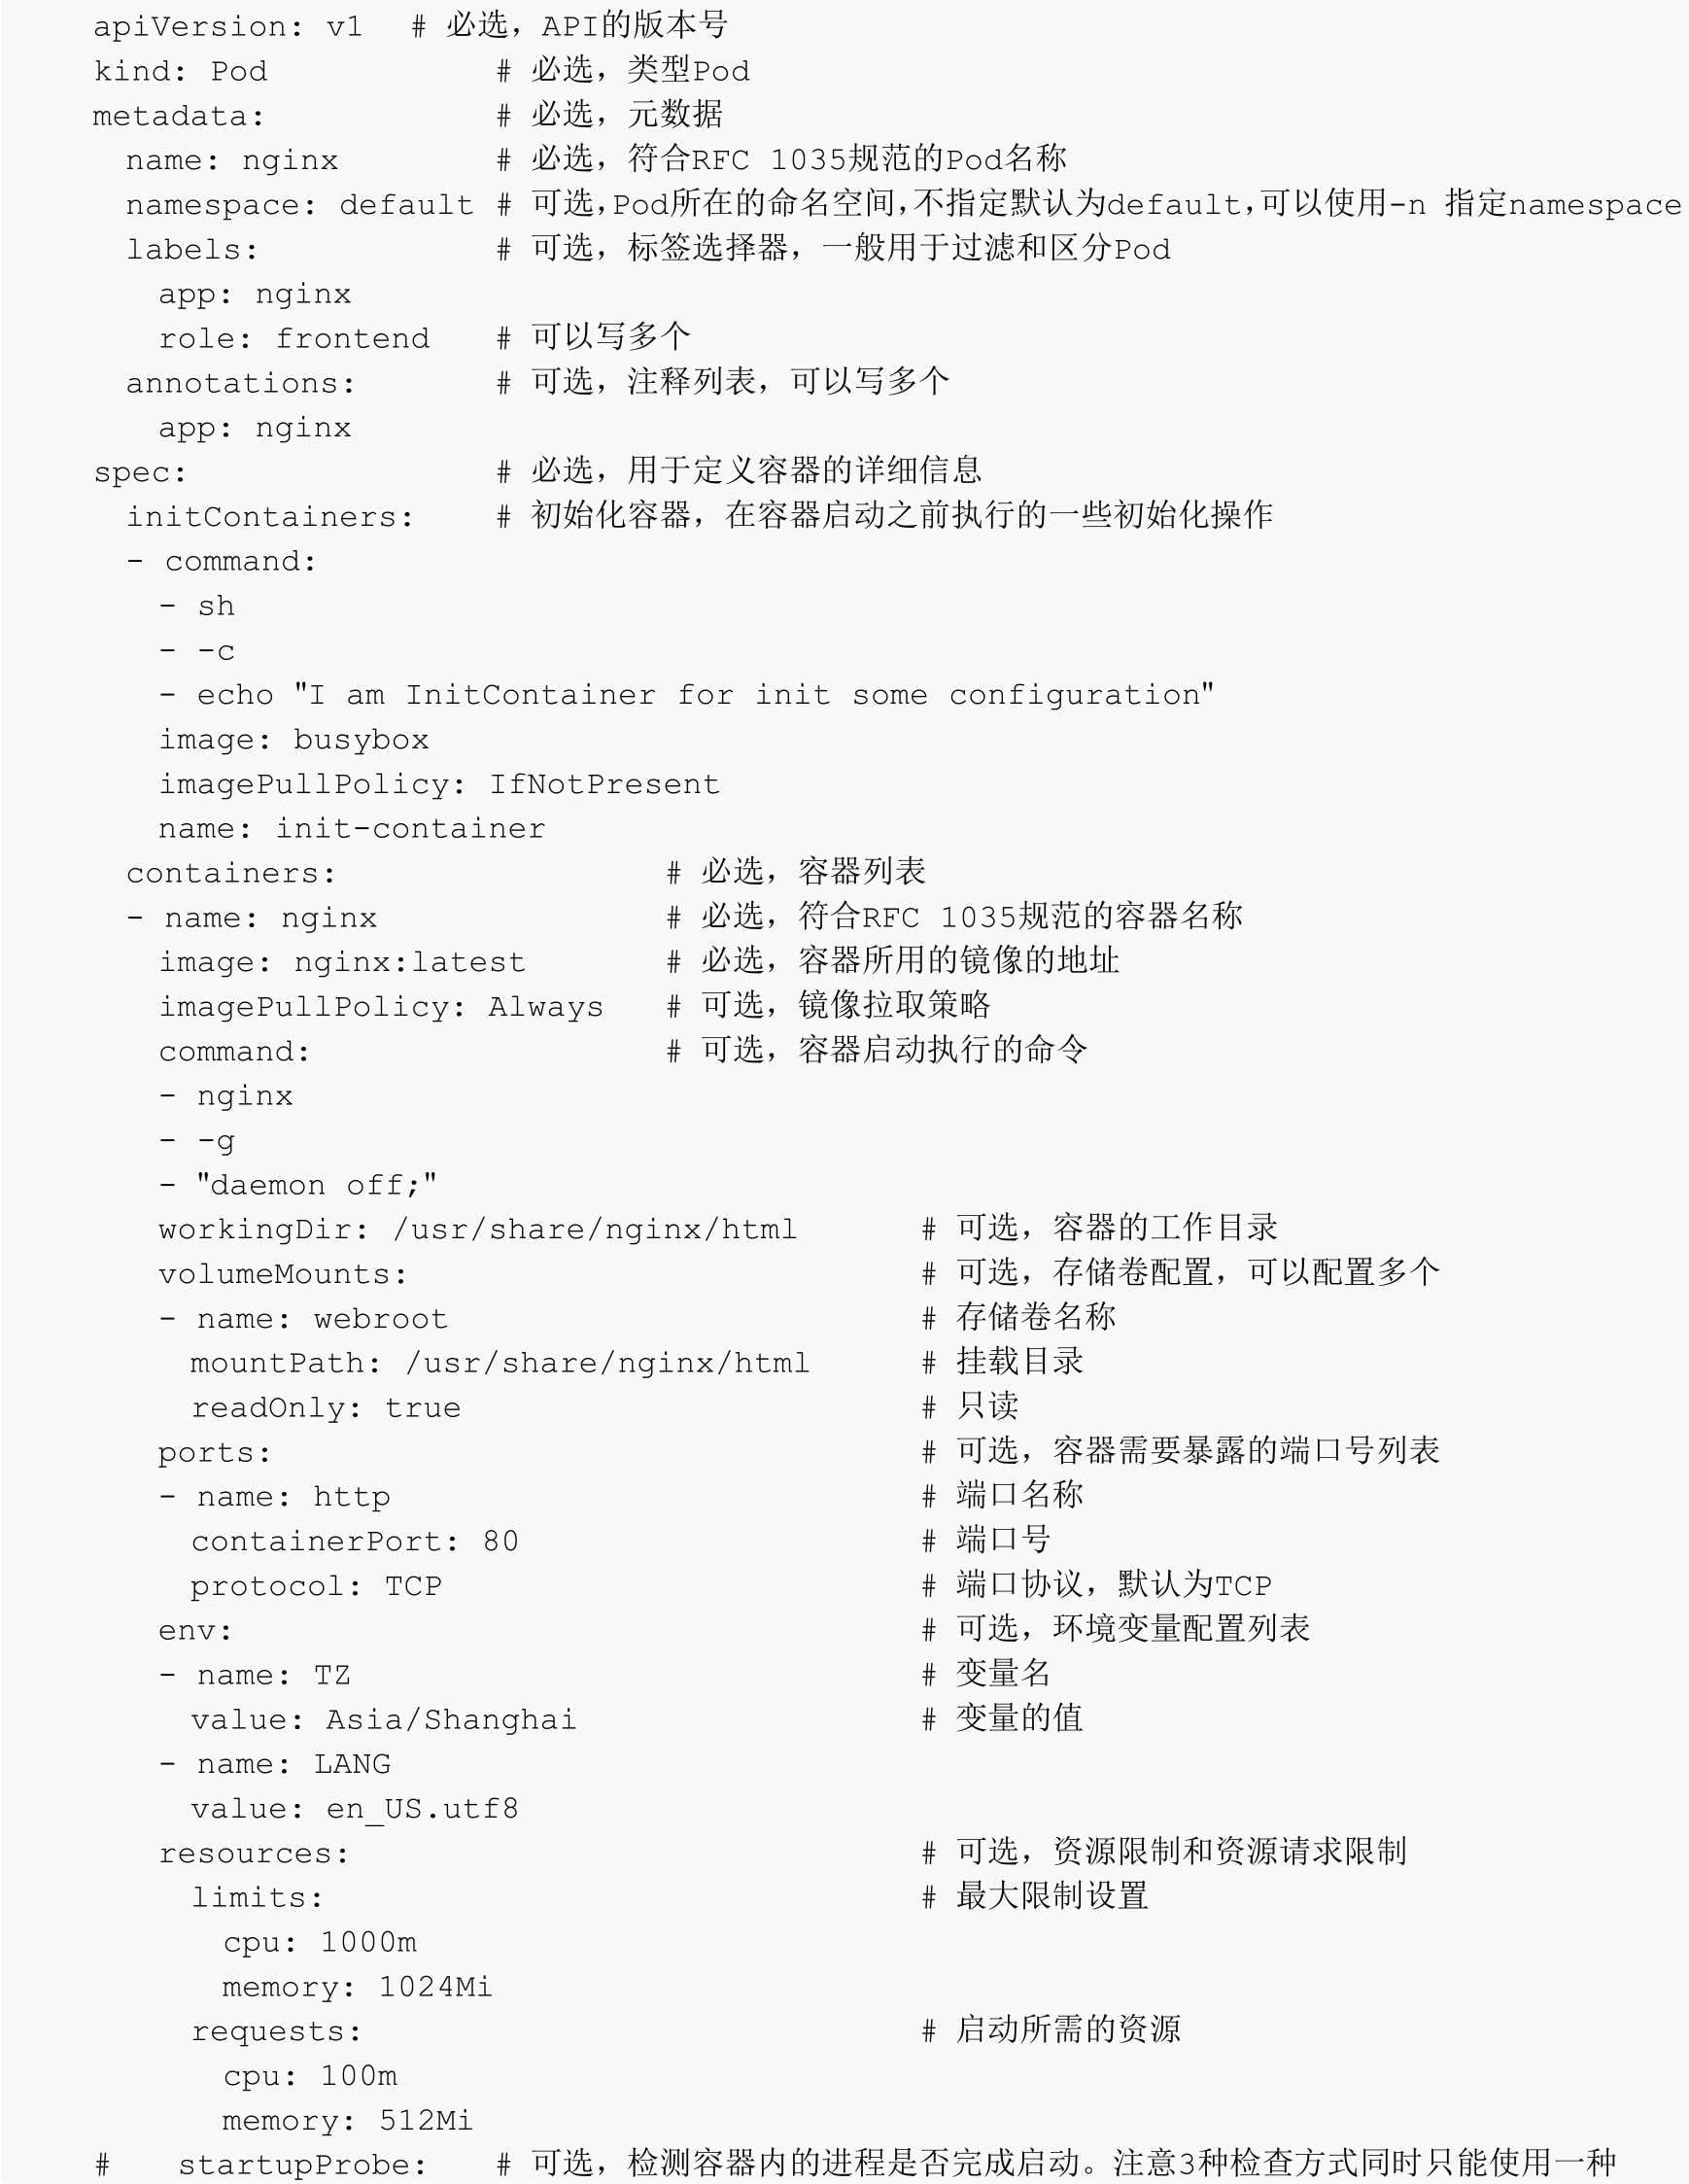 apiVersion: v1  # 必选，API的版本号
kind: Pod             # 必选，类型Pod
metadata:             # 必选，元数据
  name: nginx         # 必选，符合RFC 1035规范的Pod名称
  namespace: default # 可选，Pod所在的命名空间，不指定默认为default，可以使用-n 指定namespace
  labels:             # 可选，标签选择器，一般用于过滤和区分Pod
    app: nginx
    role: frontend    # 可以写多个
  annotations:        # 可选，注释列表，可以写多个
    app: nginx
spec:                 # 必选，用于定义容器的详细信息
  initContainers:     # 初始化容器，在容器启动之前执行的一些初始化操作
  - command:
    - sh
    - -c
    - echo "I am InitContainer for init some configuration"
    image: busybox
    imagePullPolicy: IfNotPresent
    name: init-container
  containers:                   # 必选，容器列表
  - name: nginx                 # 必选，符合RFC 1035规范的容器名称
    image: nginx:latest         # 必选，容器所用的镜像的地址
    imagePullPolicy: Always     # 可选，镜像拉取策略
    command:                    # 可选，容器启动执行的命令
    - nginx
    - -g
    - "daemon off;"
    workingDir: /usr/share/nginx/html       # 可选，容器的工作目录
    volumeMounts:                           # 可选，存储卷配置，可以配置多个
    - name: webroot                         # 存储卷名称
      mountPath: /usr/share/nginx/html      # 挂载目录
      readOnly: true                        # 只读
    ports:                                  # 可选，容器需要暴露的端口号列表
    - name: http                            # 端口名称
      containerPort: 80                     # 端口号
      protocol: TCP                         # 端口协议，默认为TCP
    env:                                    # 可选，环境变量配置列表
    - name: TZ                              # 变量名
      value: Asia/Shanghai                  # 变量的值
    - name: LANG
      value: en_US.utf8
    resources:                              # 可选，资源限制和资源请求限制
      limits:                               # 最大限制设置
        cpu: 1000m
        memory: 1024Mi
      requests:                             # 启动所需的资源
        cpu: 100m
        memory: 512Mi
#    startupProbe:    # 可选，检测容器内的进程是否完成启动。注意3种检查方式同时只能使用一种